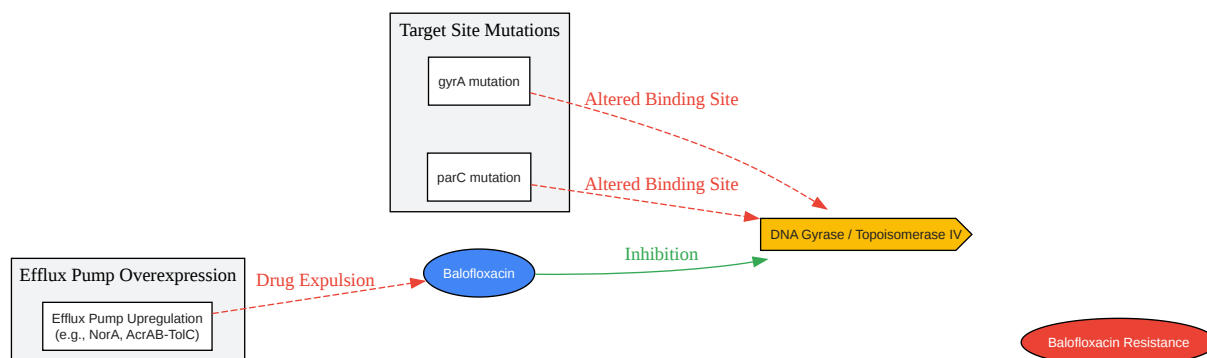 Target Site Mutations
gyrA mutation
Altered Binding Site
parC mutation
Altered Binding Site
DNA Gyrase / Topoisomerase IV
Inhibition
Balofloxacin
Efflux Pump Overexpression
Drug Expulsion
Efflux Pump Upregulation
(e.g., NorA, AcrAB-TolC)
Balofloxacin Resistance